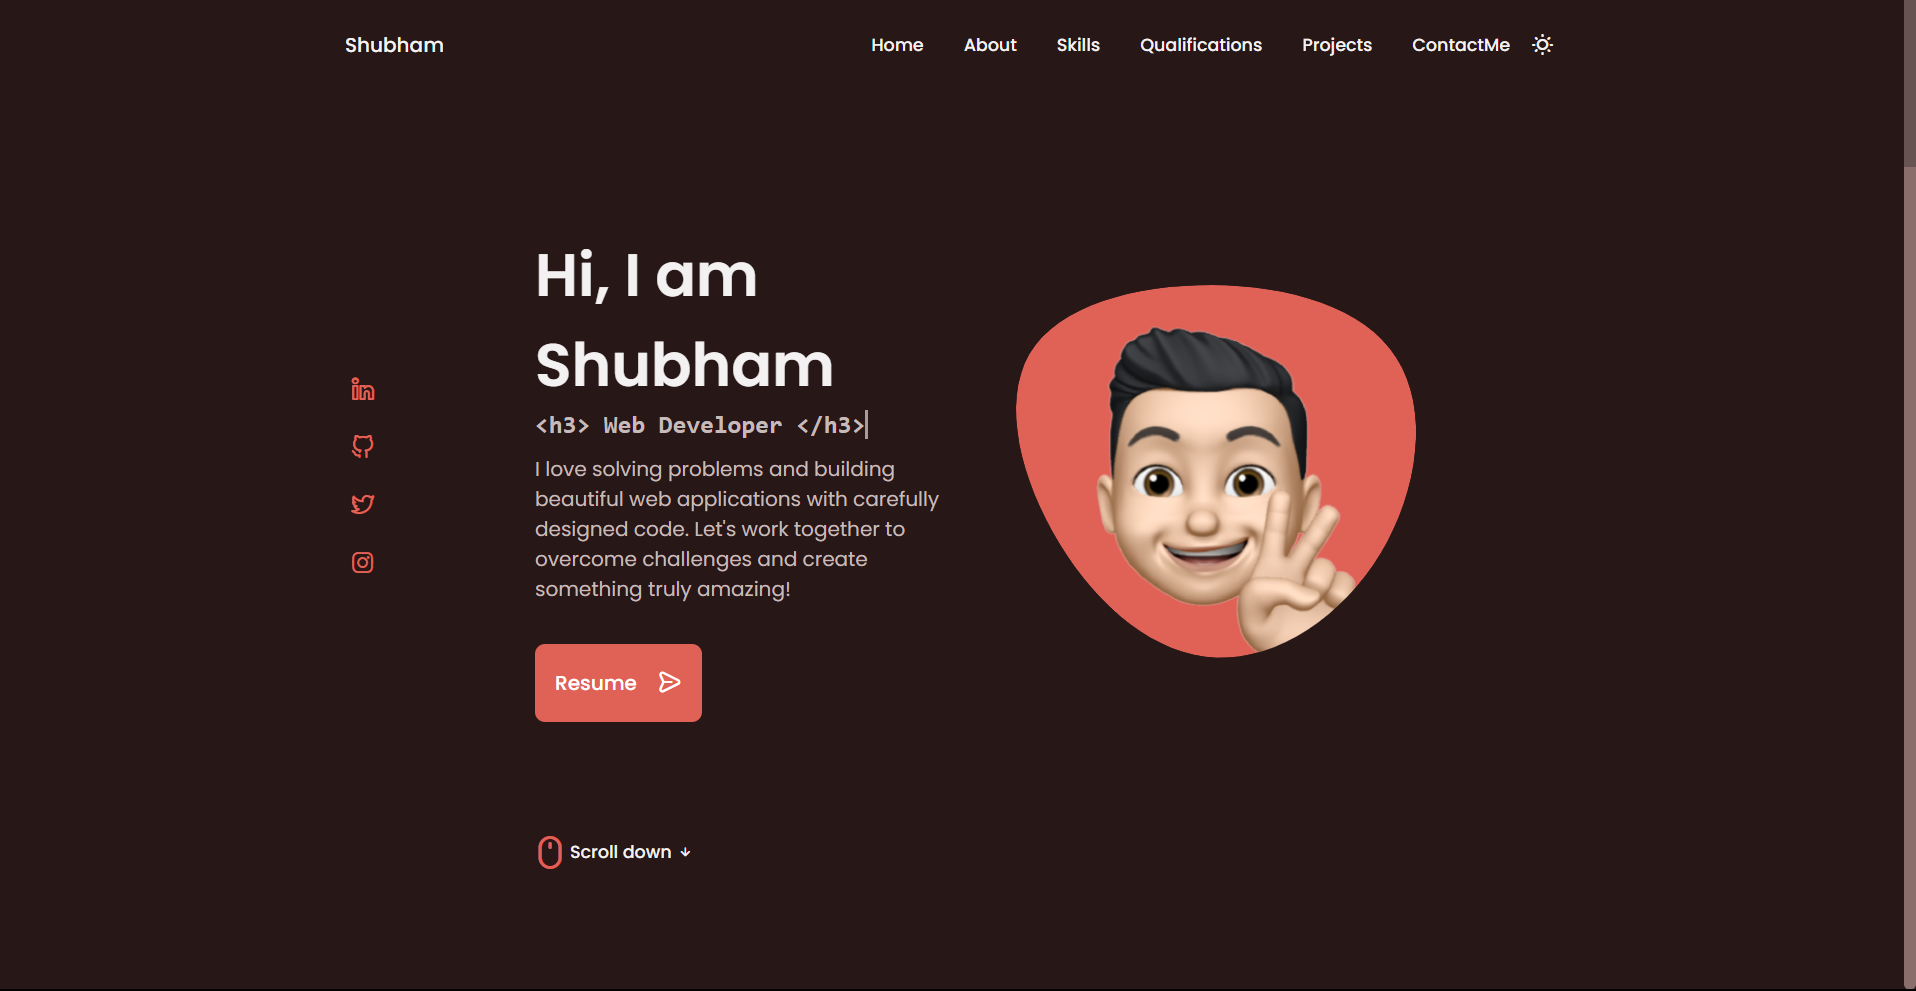 Shubham
Home About Skills Qualifications Projects ContactMe
Hi, I am
Shubham
<h3> Web Developer </h3>
I love solving problems and building
beautiful web applications with carefully
designed code. Let's work together to
overcome challenges and create
something truly amazing!
Resume
Scroll down ↓